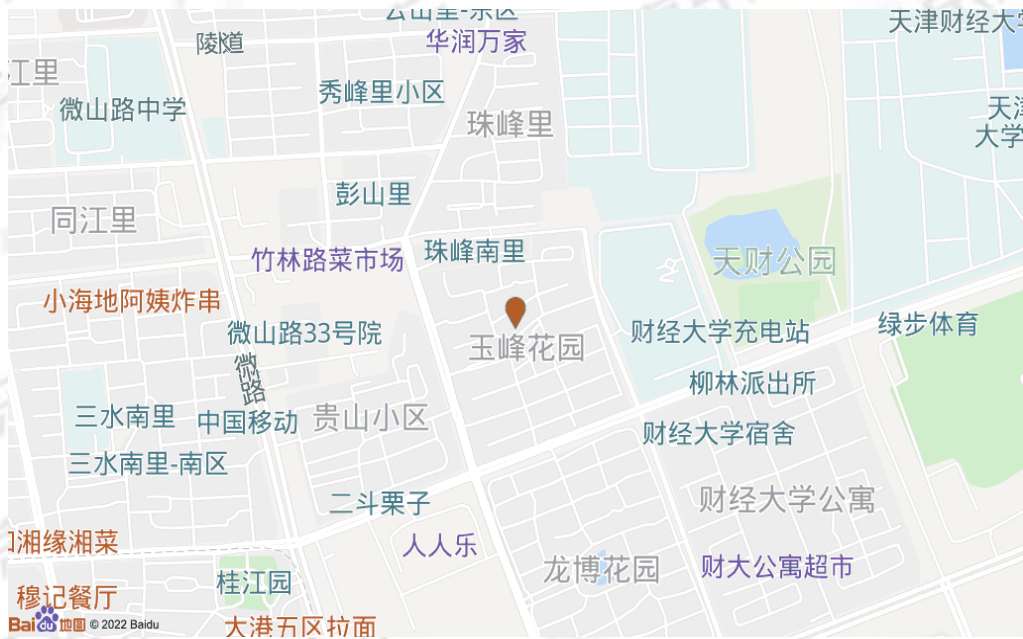 云山里-东区
天津财经大学
陵道
华润万家
江里
秀峰里小区
微山路中学
珠峰里
天津
大学
彭山里
同江里
珠峰南里
竹林路菜市场
天财公园
小海地阿姨炸串
微山路33号院
财经大学充电站
绿步体育
玉峰花园
微路
柳林派出所
三水南里
中国移动
贵山小区
财经大学宿舍
三水南里-南区
二斗栗子
财经大学公寓
湘缘湘菜
人人乐
龙博花园
财大公寓超市
桂江园
穆记餐厅
Bai du 地图 © 2022 Baidu
大港五区拉面